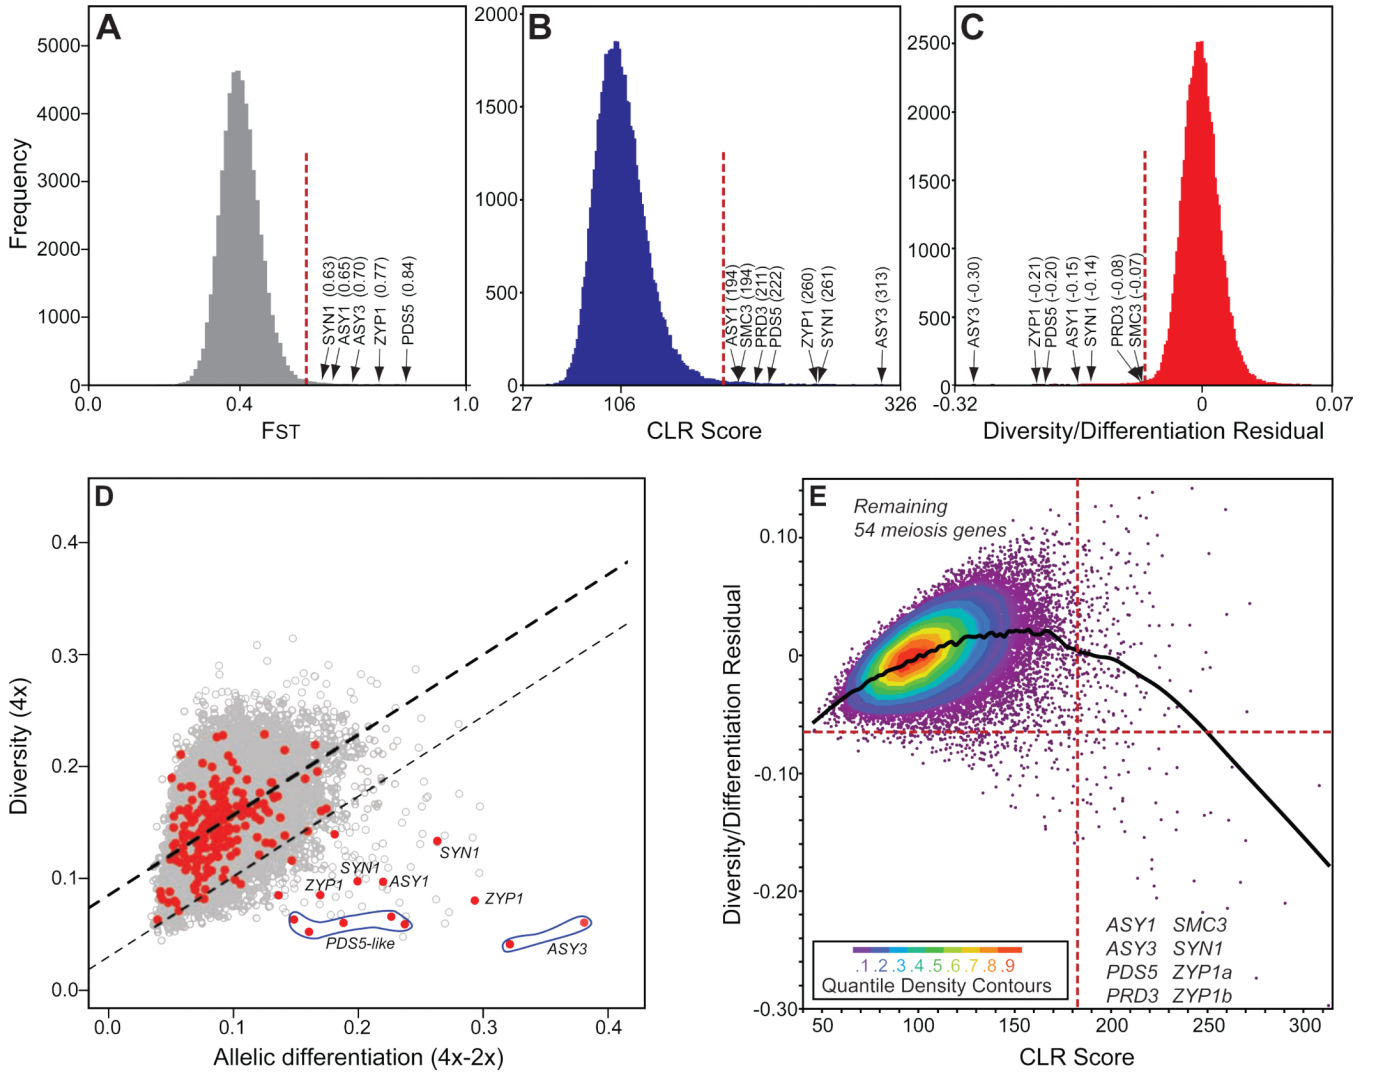 A
Frequency
5000
4000
3000
2000
1000
0
0.0
0.4
1.0
FST
SYN1 (0.63)
ASY1 (0.65)
ASY3 (0.70)
ZYP1 (0.77)
PDS5 (0.84)
B
2000
1500
1000
500
0
27
106
326
CLR Score
ASY1 (194)
SMC3 (194)
PRD3 (211)
PDS5 (222)
ZYP1 (260)
SYN1 (261)
ASY3 (313)
C
2500
2000
1500
1000
500
0
-0.32
0
0.07
Diversity/Differentiation Residual
ASY3 (-0.30)
ZYP1 (-0.21)
PDS5 (-0.20)
ASY1 (-0.15)
SYN1 (-0.14)
PRD3 (-0.08)
SMC3 (-0.07)
D
Diversity (4x)
0.4
0.3
0.2
0.1
0.0
0.0 0.1 0.2 0.3 0.4
Allelic differentiation (4x-2x)
SYN1
SYN1
ZYP1
ASY1
ZYP1
PDS5-like
ASY3
E
Remaining
54 meiosis genes
Diversity/Differentiation Residual
0.10
0
-0.10
-0.20
-0.30
50 100 150 200 250 300
CLR Score
.1 .2 .3 .4 .5 .6 .7 .8 .9
Quantile Density Contours
ASY1 SMC3
ASY3 SYN1
PDS5 ZYP1a
PRD3 ZYP1b